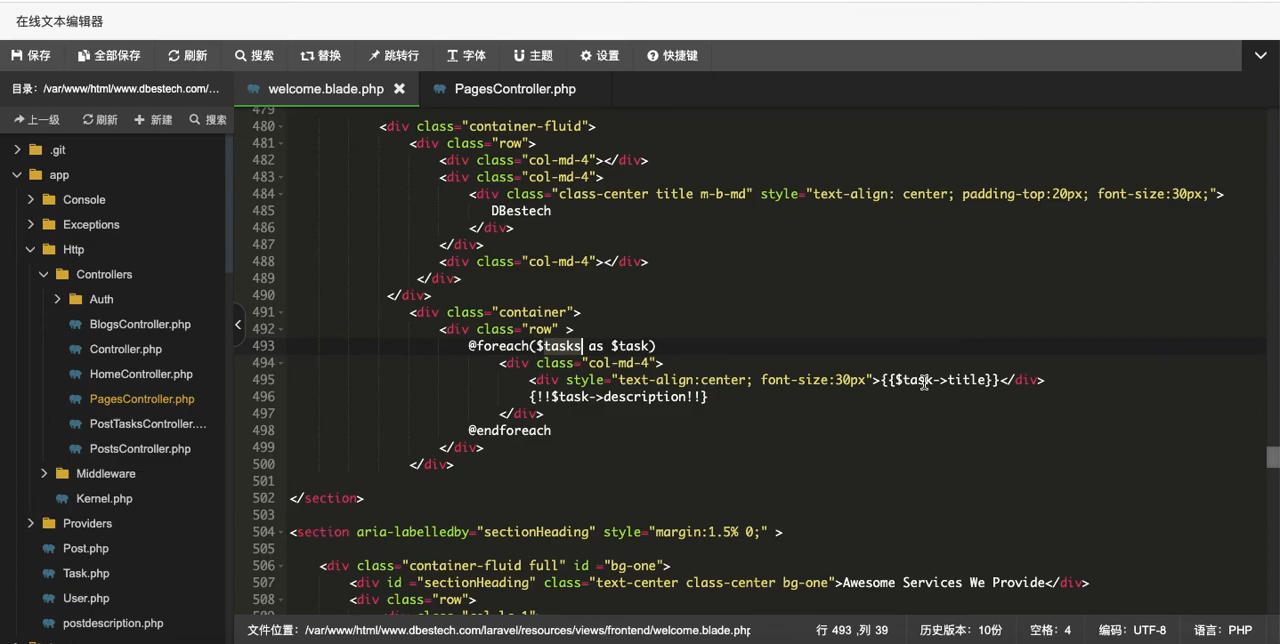 在线文本编辑器
保存 全部保存 刷新 搜索 替换 跳转行 字体 主题 设置 快捷键
目录：/var/www/html/www.dbestech.com/... welcome.blade.php PagesController.php
上一级 刷新 新建 搜索
.git
app
Console
Exceptions
Http
Controllers
Auth
BlogsController.php
Controller.php
HomeController.php
PagesController.php
PostTasksController....
PostsController.php
Middleware
Kernel.php
Providers
Post.php
Task.php
User.php
postdescription.php
479
480 <div class="container-fluid">
481 <div class="row">
482 <div class="col-md-4"></div>
483 <div class="col-md-4">
484 <div class="class-center title m-b-md" style="text-align: center; padding-top:20px; font-size:30px;">
485 DBestech
486 </div>
487 </div>
488 <div class="col-md-4"></div>
489 </div>
490 </div>
491 <div class="container">
492 <div class="row" >
493 @foreach($tasks as $task)
494 <div class="col-md-4">
495 <div style="text-align:center; font-size:30px">{{$task->title}}</div>
496 {!!$task->description!!}
497 </div>
498 @endforeach
499 </div>
500 </div>
501
502 </section>
503
504 <section aria-labelledby="sectionHeading" style="margin:1.5% 0;" >
505
506 <div class="container-fluid full" id ="bg-one">
507 <div id ="sectionHeading" class="text-center class-center bg-one">Awesome Services We Provide</div>
508 <div class="row">
文件位置：/var/www/html/www.dbestech.com/laravel/resources/views/frontend/welcome.blade.php 行 493 ,列 39 历史版本：10份 空格：4 编码：UTF-8 语言：PHP